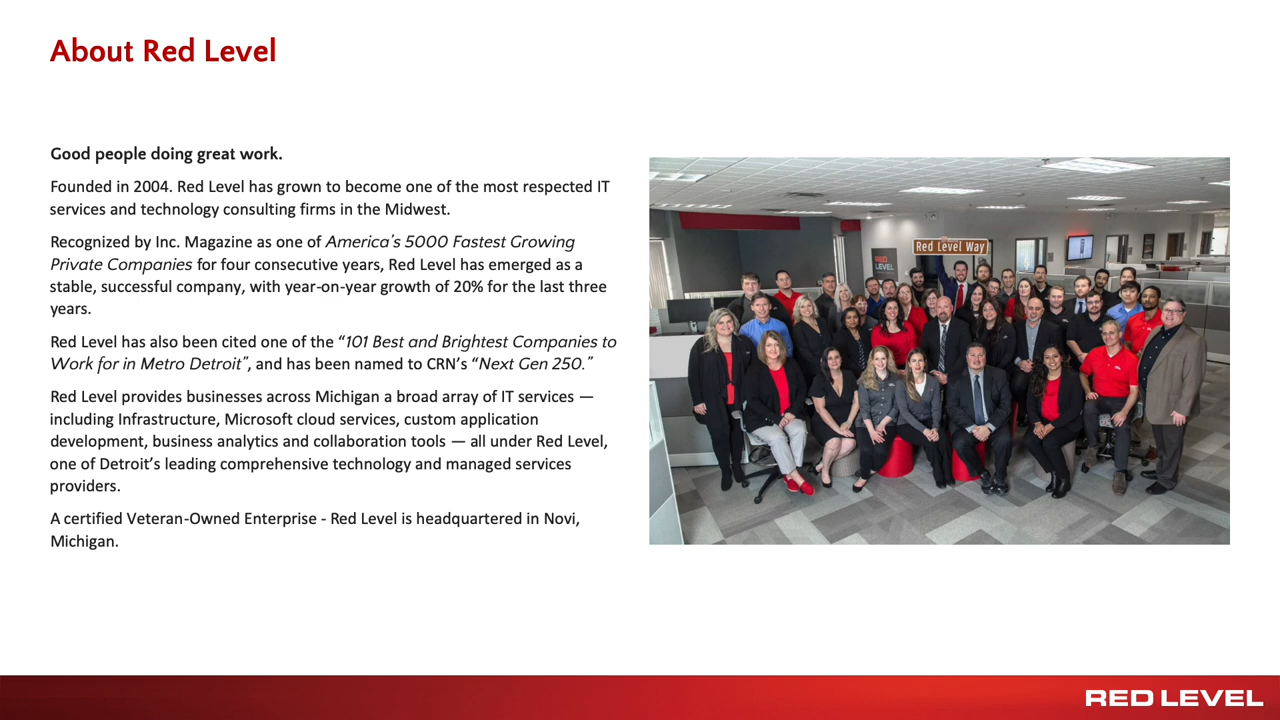 About Red Level
Good people doing great work.
Founded in 2004. Red Level has grown to become one of the most respected IT
services and technology consulting firms in the Midwest.
Recognized by Inc. Magazine as one of America's 5000 Fastest Growing
Private Companies for four consecutive years, Red Level has emerged as a
stable, successful company, with year-on-year growth of 20% for the last three
years.
Red Level has also been cited one of the “101 Best and Brightest Companies to
Work for in Metro Detroit”, and has been named to CRN’s “Next Gen 250.”
Red Level provides businesses across Michigan a broad array of IT services —
including Infrastructure, Microsoft cloud services, custom application
development, business analytics and collaboration tools — all under Red Level,
one of Detroit’s leading comprehensive technology and managed services
providers.
A certified Veteran-Owned Enterprise - Red Level is headquartered in Novi,
Michigan.
Red Level Way
RED
LEVEL
RED LEVEL